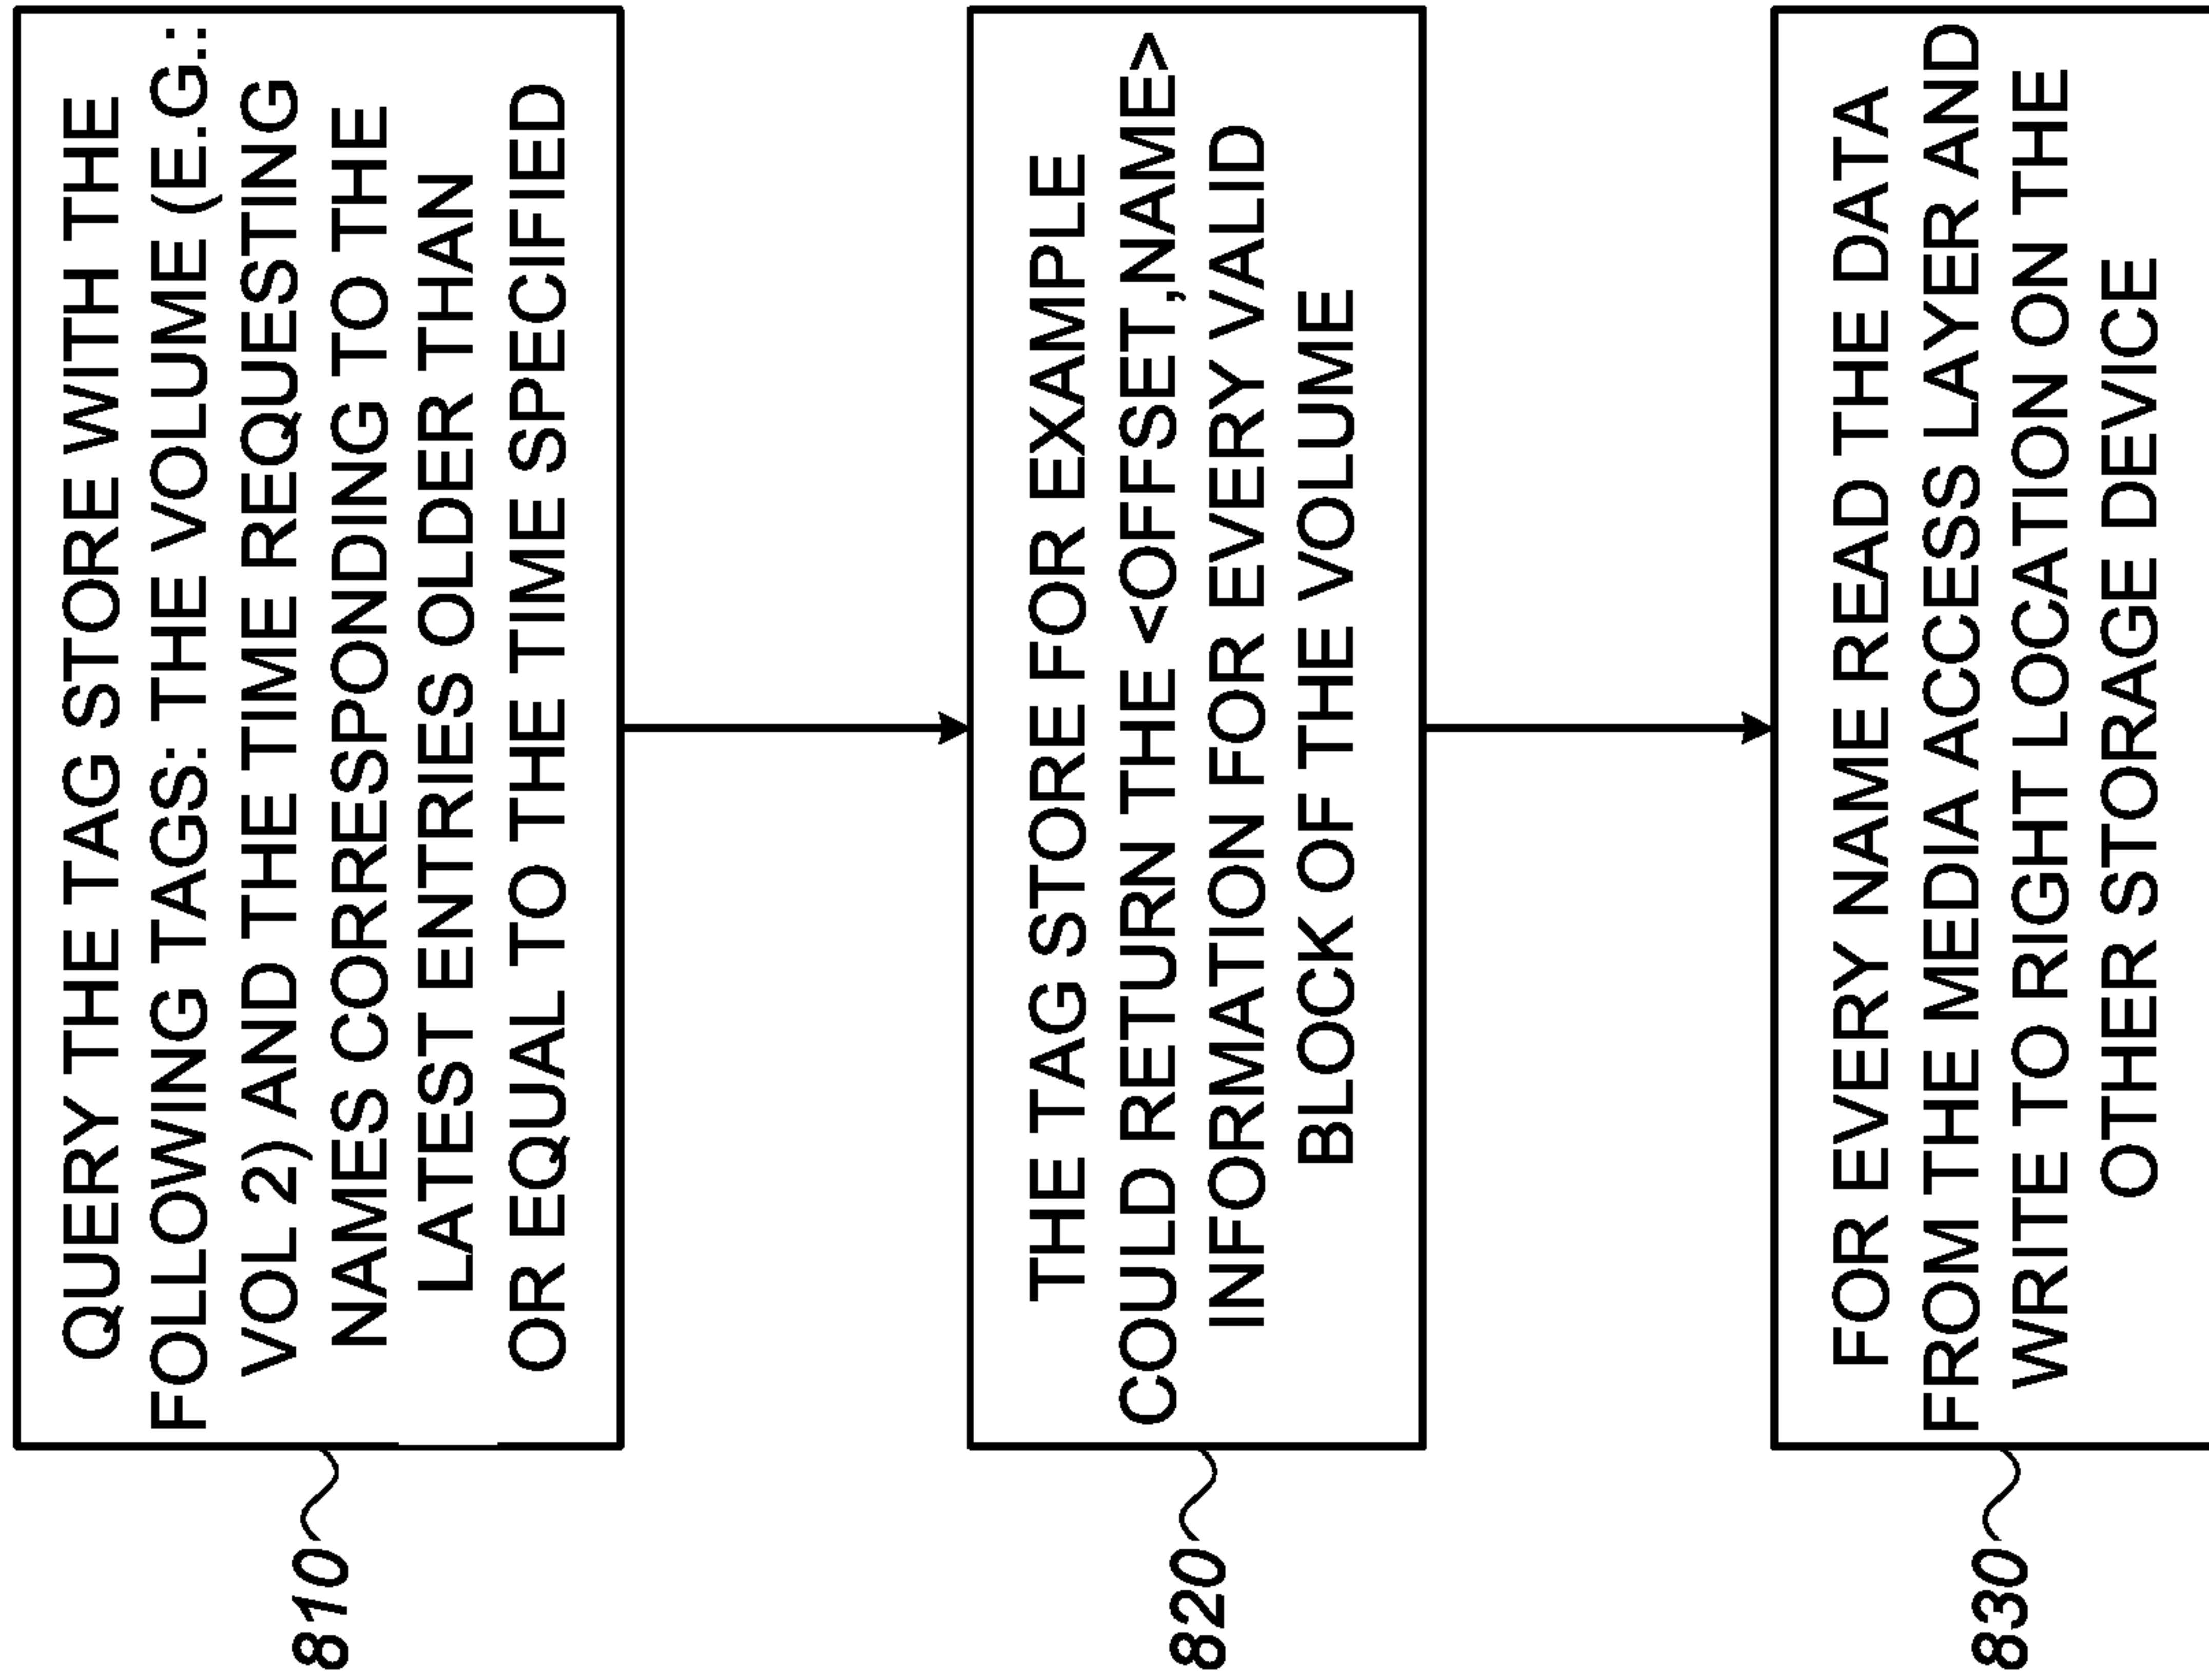 QUERY THE TAG STORE WITH THE
FOLLOWING TAGS: THE VOLUME (E.G.:
VOL 2) AND THE TIME REQUESTING
NAMES CORRESPONDING TO THE
LATEST ENTRIES OLDER THAN
OR EQUAL TO THE TIME SPECIFIED
810
THE TAG STORE FOR EXAMPLE
COULD RETURN THE <OFFSET,NAME>
INFORMATION FOR EVERY VALID
BLOCK OF THE VOLUME
820
FOR EVERY NAME READ THE DATA
FROM THE MEDIA ACCESS LAYER AND
WRITE TO RIGHT LOCATION ON THE
OTHER STORAGE DEVICE
830